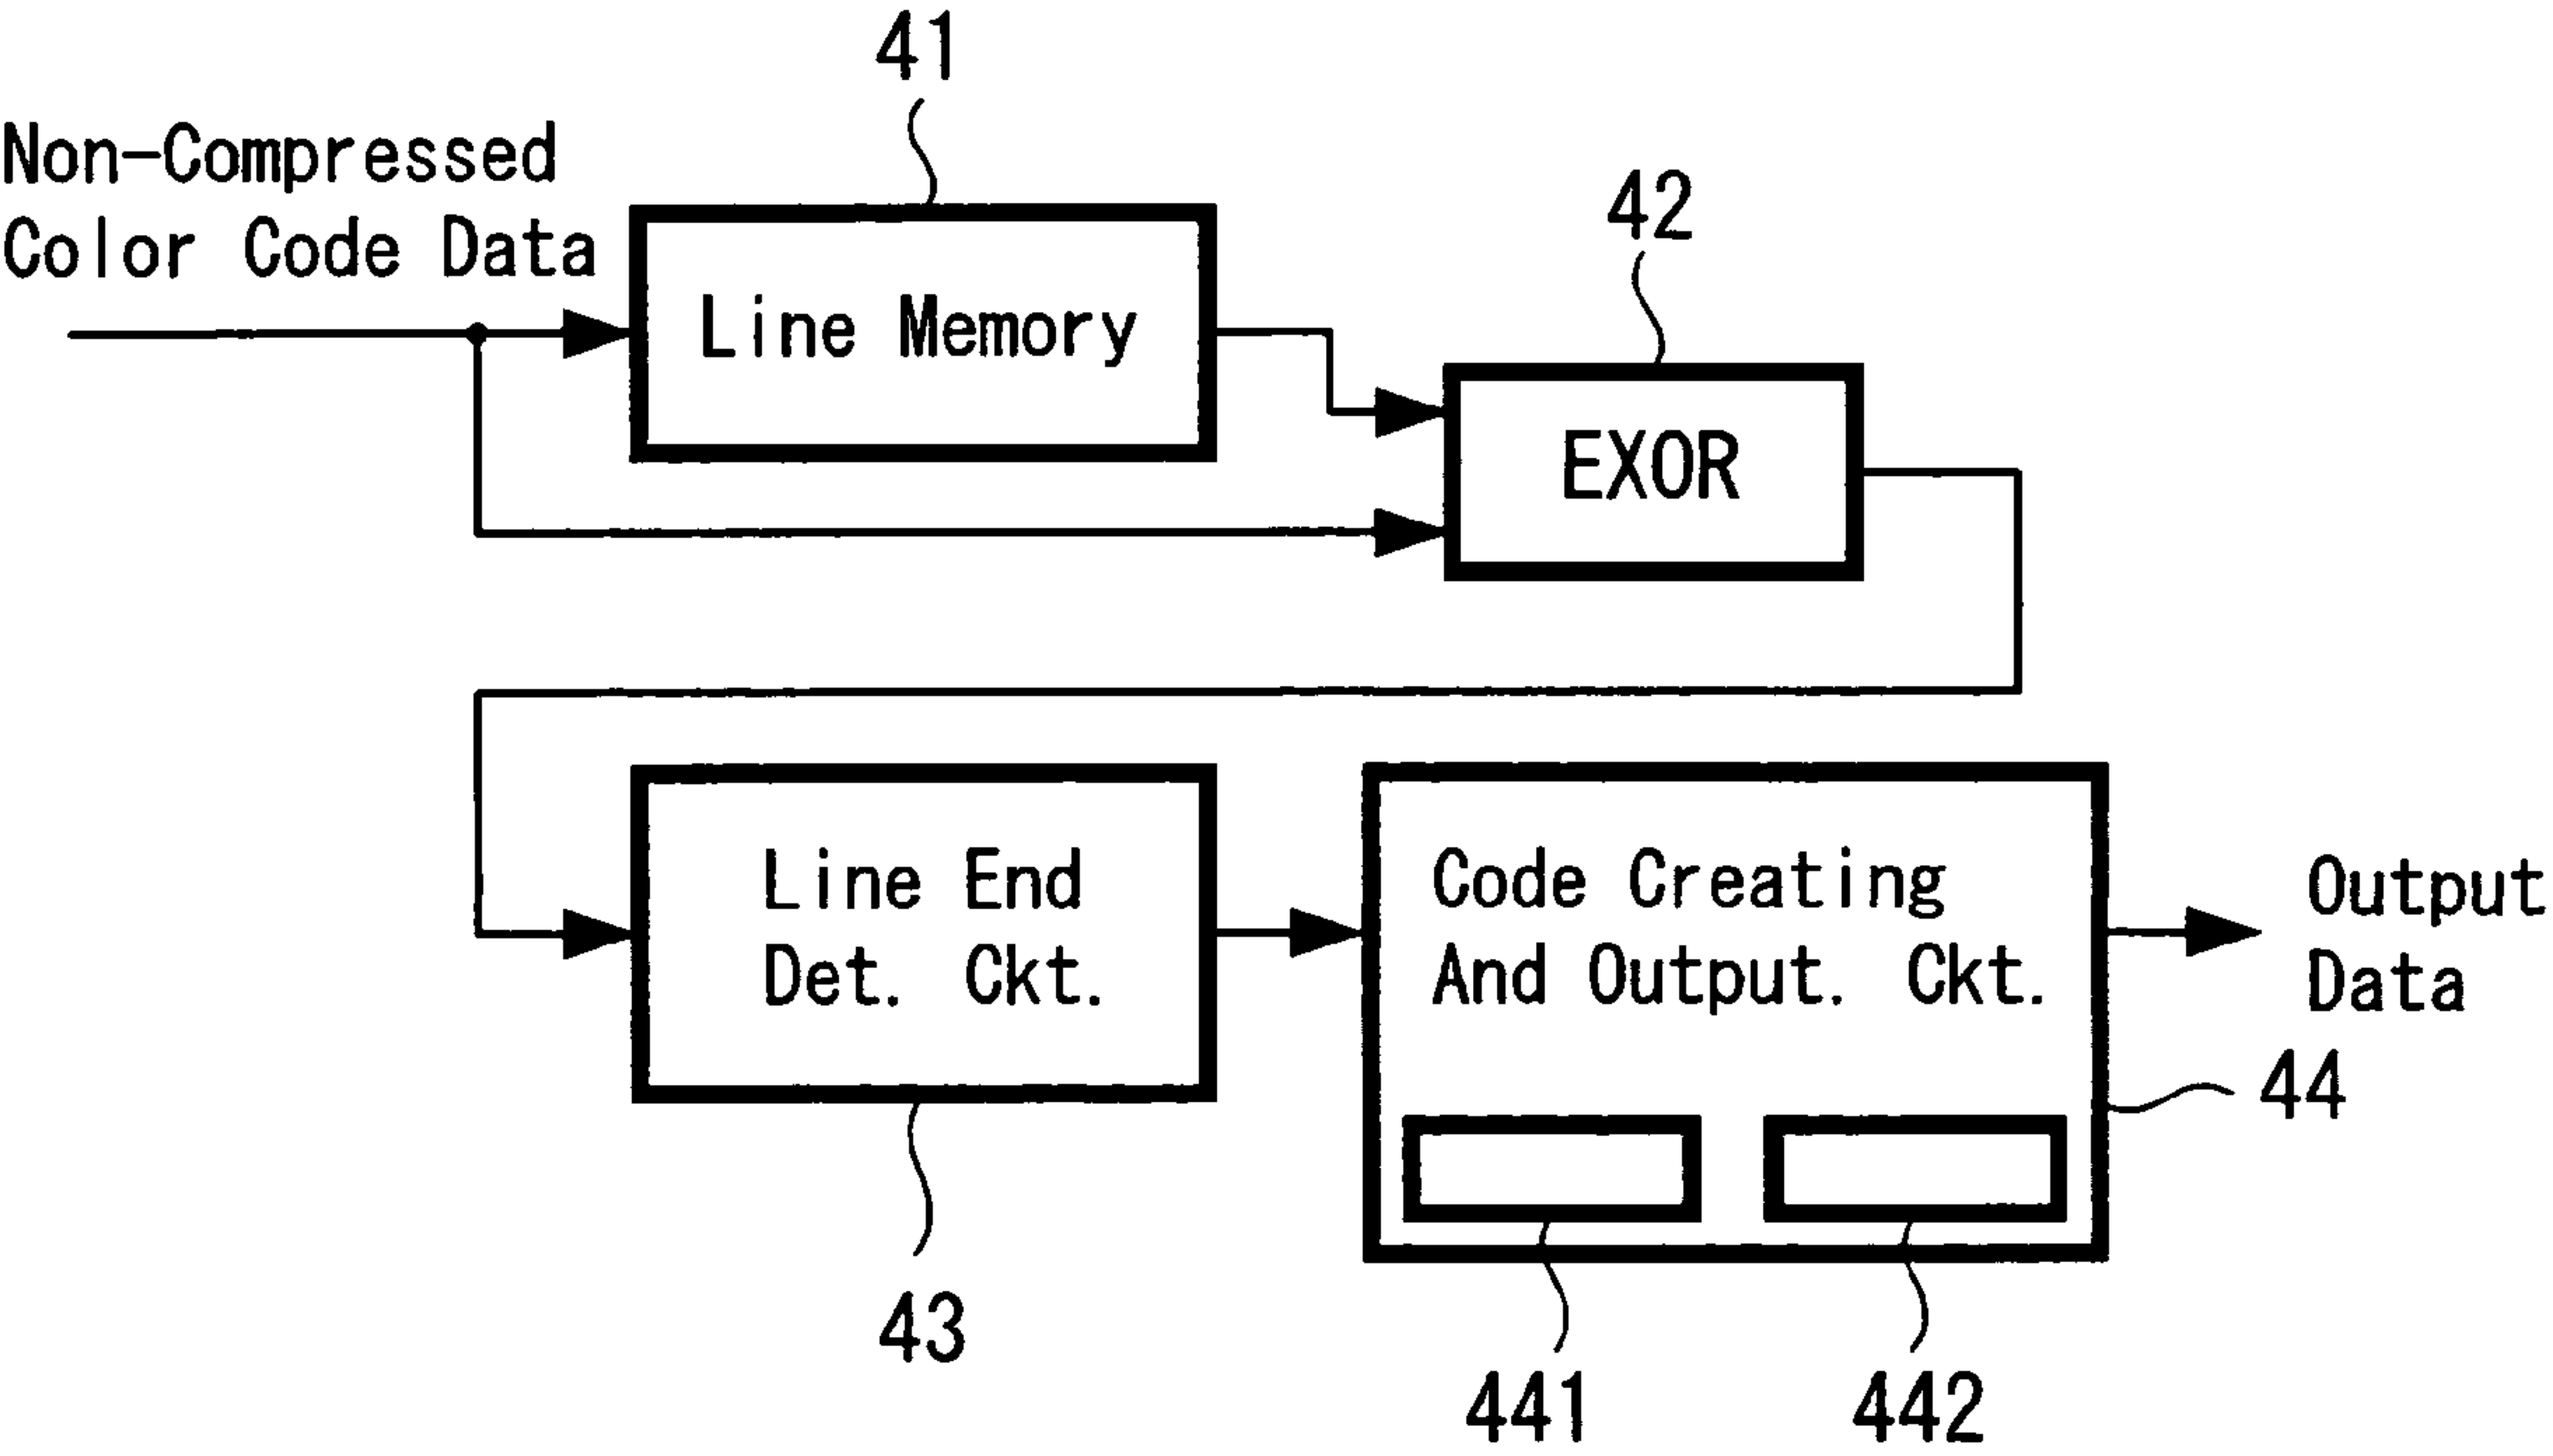 41
Non-Compressed
Color Code Data
42
Line Memory
EXOR
Line End
Det. Ckt.
Code Creating
And Output. Ckt.
Output
Data
44
43
441
442